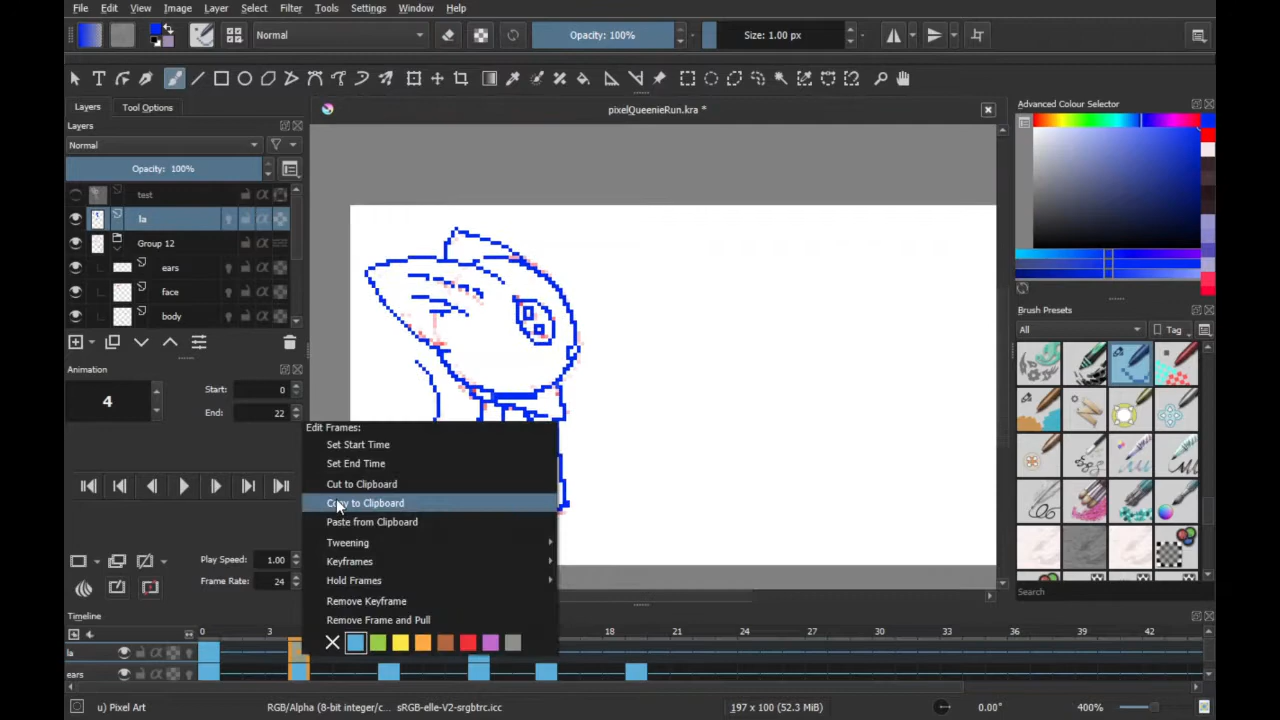 File Edit View Image Layer Select Filter Tools Settings Window Help
Normal Opacity: 100% Size: 1.00 px
Layers Tool Options
pixelQueenieRun.kra *
Layers
Normal
Opacity: 100%
test
la
Group 12
ears
face
body
Animation
4
Start: 0
End: 22
Play Speed: 1.00
Frame Rate: 24
Edit Frames:
Set Start Time
Set End Time
Cut to Clipboard
Copy to Clipboard
Paste from Clipboard
Tweening
Keyframes
Hold Frames
Remove Keyframe
Remove Frame and Pull
Advanced Colour Selector
Brush Presets
All Tag
Search
Timeline
0 3 21 24 27 30 33 36 39 42
la
ears
u) Pixel Art RGB/Alpha (8-bit integer/c... sRGB-elle-V2-srgbtrc.icc 197 x 100 (52.3 MiB) 0.00° 400%